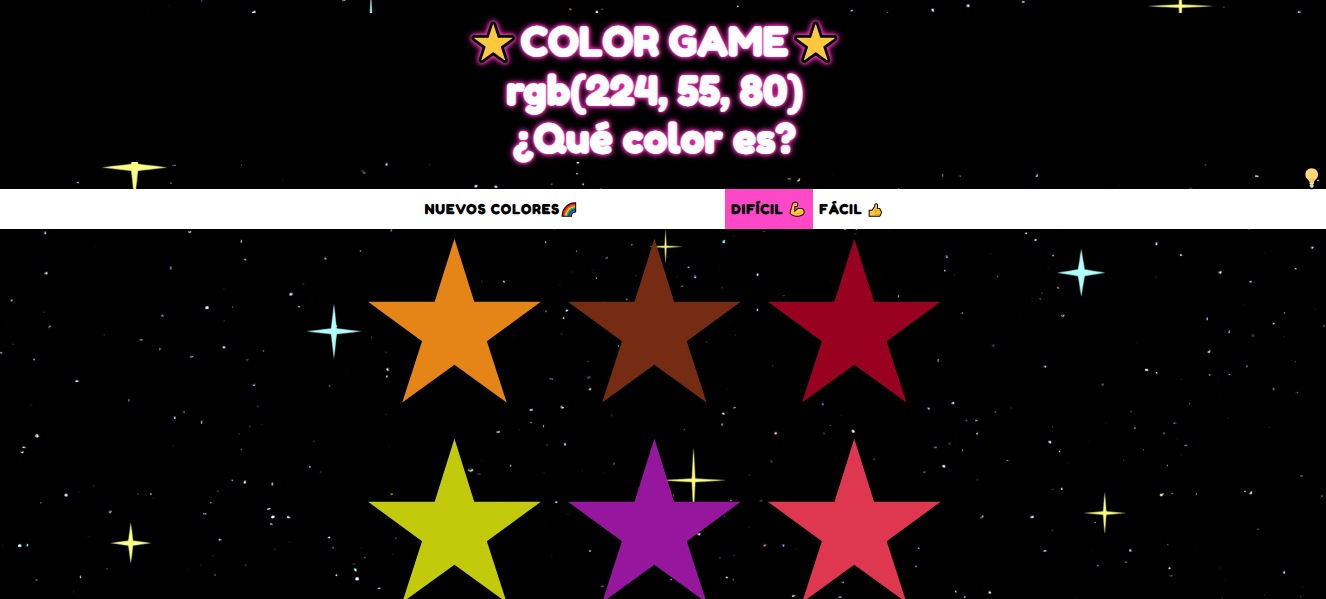 ⭐COLOR GAME⭐
rgb(224, 55, 80)
¿Qué color es?
NUEVOS COLORES🌈 DIFÍCIL 💪 FÁCIL 👍